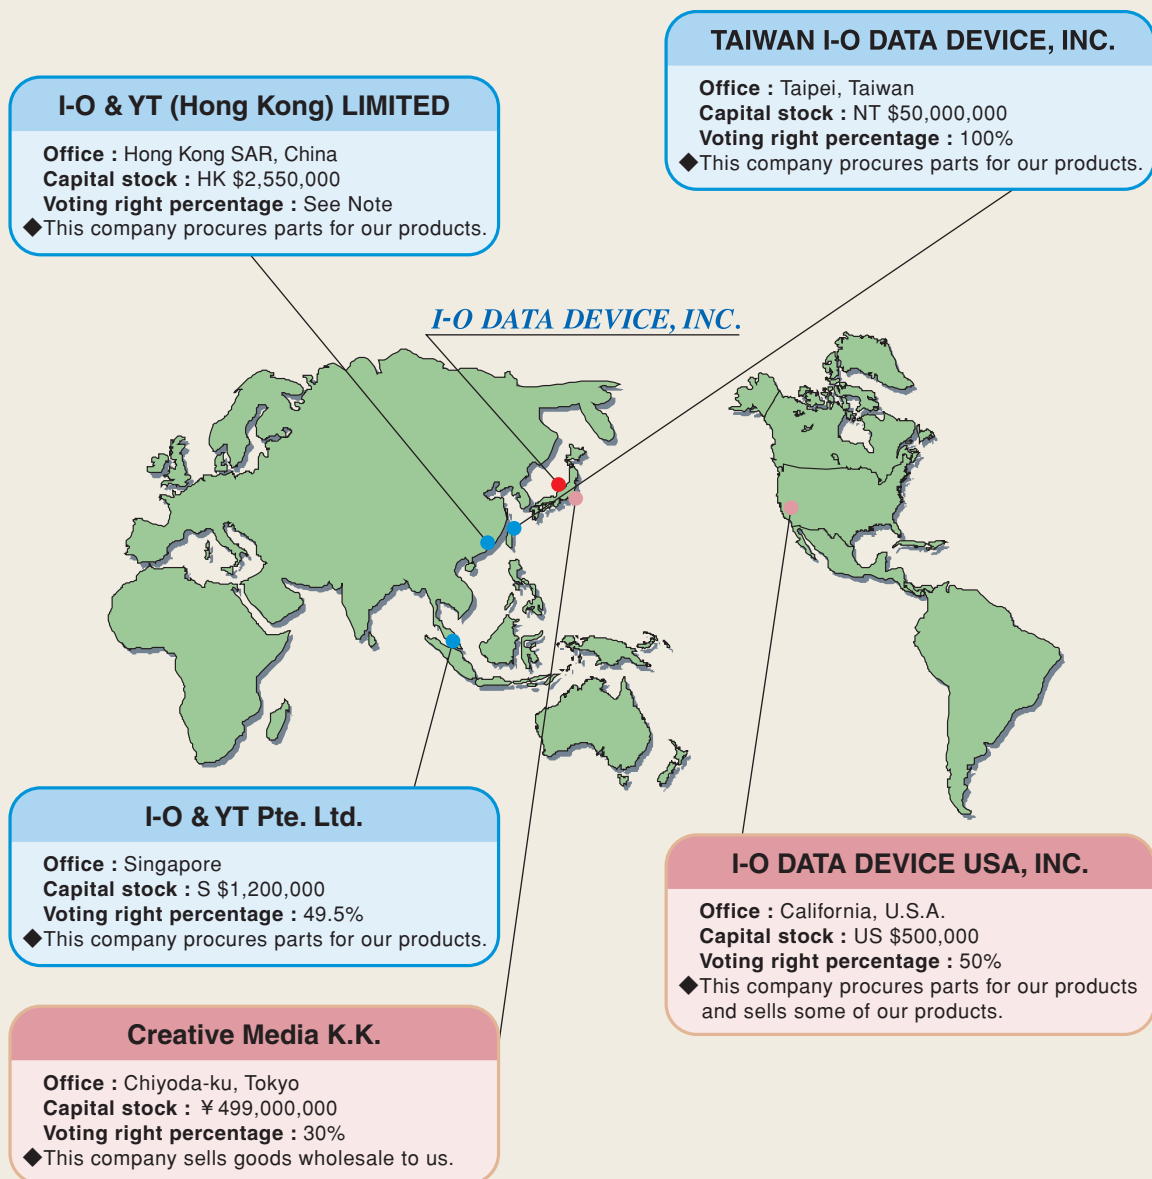 TAIWAN I-O DATA DEVICE, INC.
Office : Taipei, Taiwan
Capital stock : NT $50,000,000
Voting right percentage : 100%
◆This company procures parts for our products.
I-O & YT (Hong Kong) LIMITED
Office : Hong Kong SAR, China
Capital stock : HK $2,550,000
Voting right percentage : See Note
◆This company procures parts for our products.
I-O DATA DEVICE, INC.
I-O & YT Pte. Ltd.
Office : Singapore
Capital stock : S $1,200,000
Voting right percentage : 49.5%
◆This company procures parts for our products.
I-O DATA DEVICE USA, INC.
Office : California, U.S.A.
Capital stock : US $500,000
Voting right percentage : 50%
◆This company procures parts for our products
and sells some of our products.
Creative Media K.K.
Office : Chiyoda-ku, Tokyo
Capital stock : ¥499,000,000
Voting right percentage : 30%
◆This company sells goods wholesale to us.